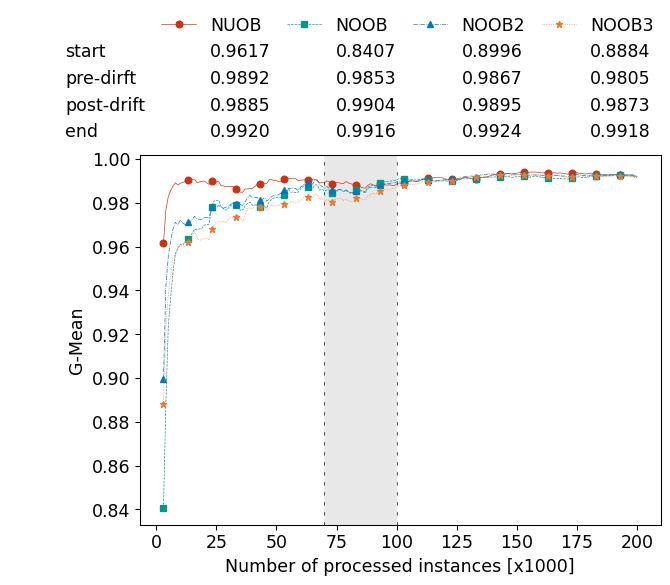 NUOB NOOB NOOB2 NOOB3
start 0.9617 0.8407 0.8996 0.8884
pre-dirft 0.9892 0.9853 0.9867 0.9805
post-drift 0.9885 0.9904 0.9895 0.9873
end 0.9920 0.9916 0.9924 0.9918
1.00
0.98
0.96
0.94
0.92
0.90
0.88
0.86
0.84
G-Mean
0 25 50 75 100 125 150 175 200
Number of processed instances [x1000]